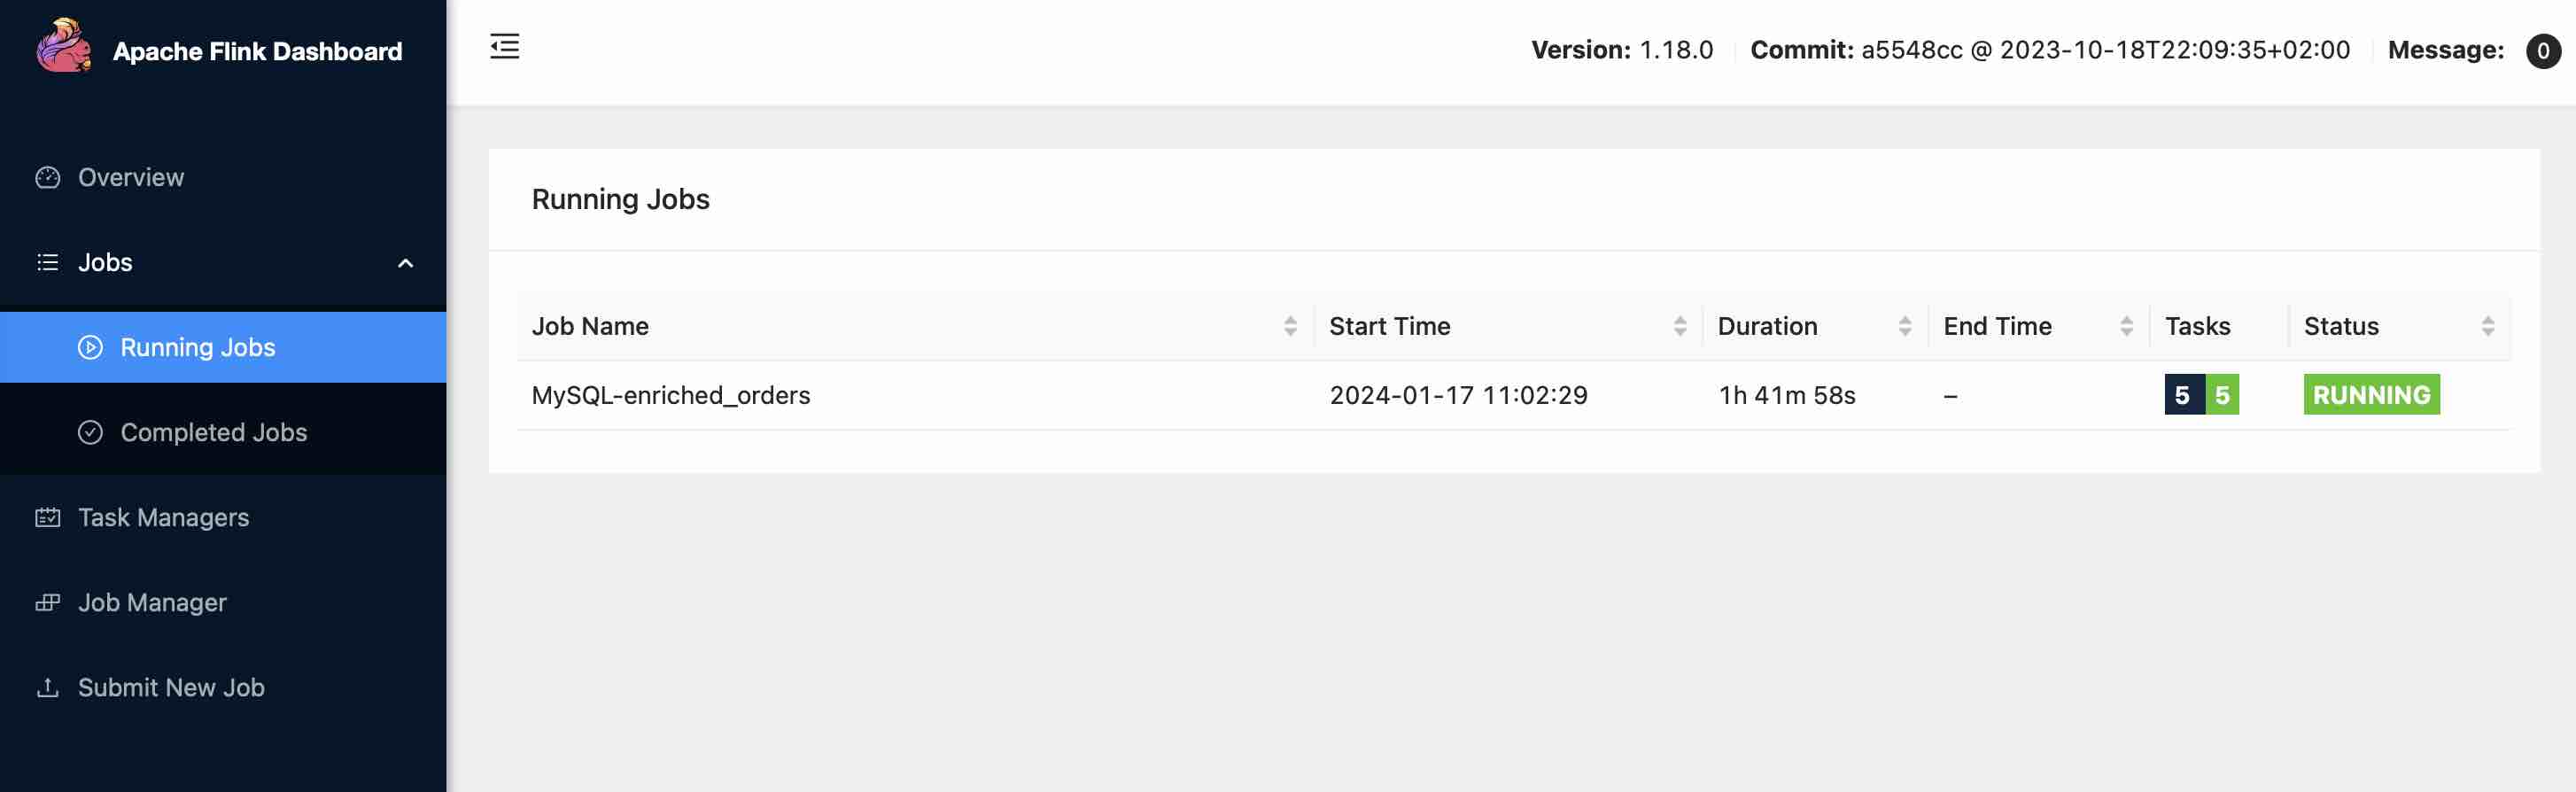 Apache Flink Dashboard
Version: 1.18.0 Commit: a5548cc @ 2023-10-18T22:09:35+02:00 Message: 0
Overview
Jobs
Running Jobs
Completed Jobs
Task Managers
Job Manager
Submit New Job
Running Jobs
Job Name Start Time Duration End Time Tasks Status
MySQL-enriched_orders 2024-01-17 11:02:29 1h 41m 58s – 5 5 RUNNING